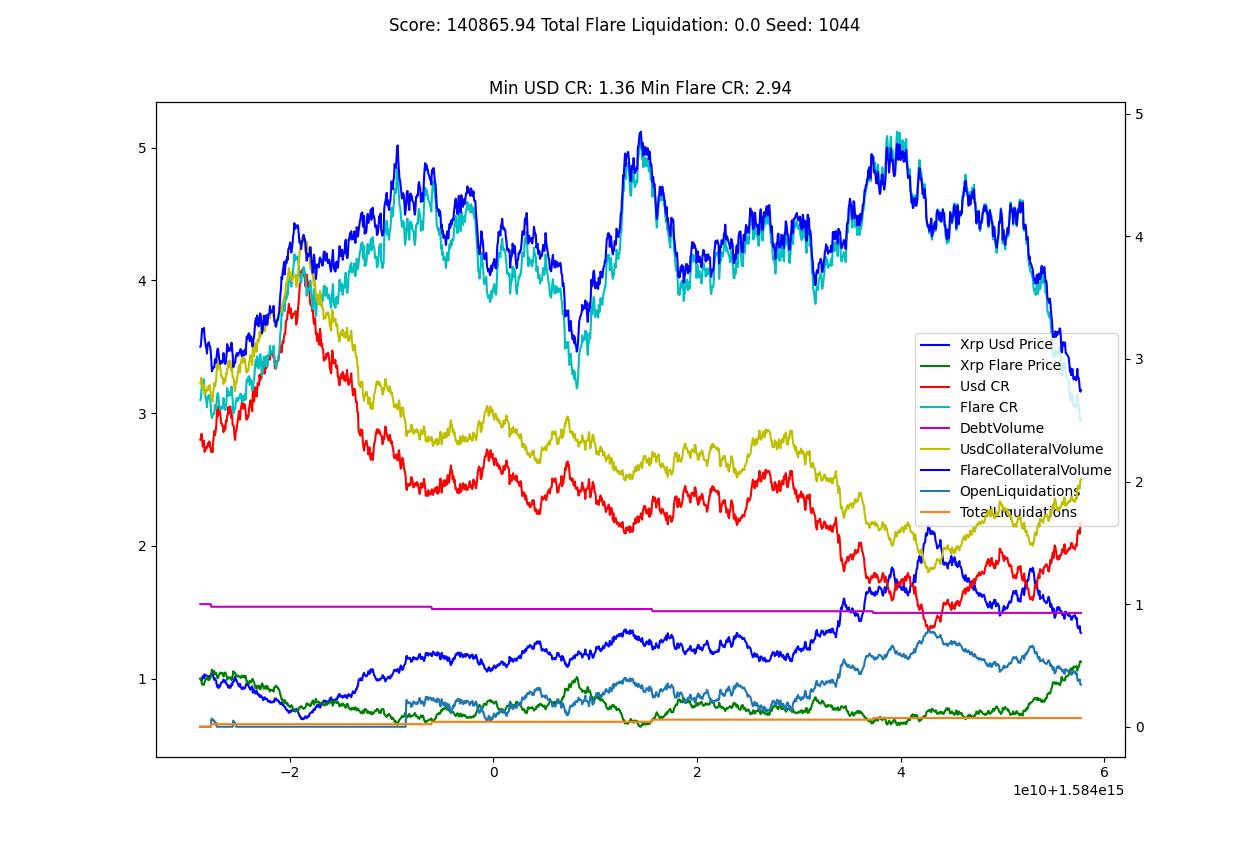 Score: 140865.94 Total Flare Liquidation: 0.0 Seed: 1044
Min USD CR: 1.36 Min Flare CR: 2.94
5
4
3
2
1
5
4
3
2
1
0
Xrp Usd Price
Xrp Flare Price
Usd CR
Flare CR
DebtVolume
UsdCollateralVolume
FlareCollateralVolume
OpenLiquidations
TotalLiquidations
−2 0 2 4 6
1e10+1.584e15